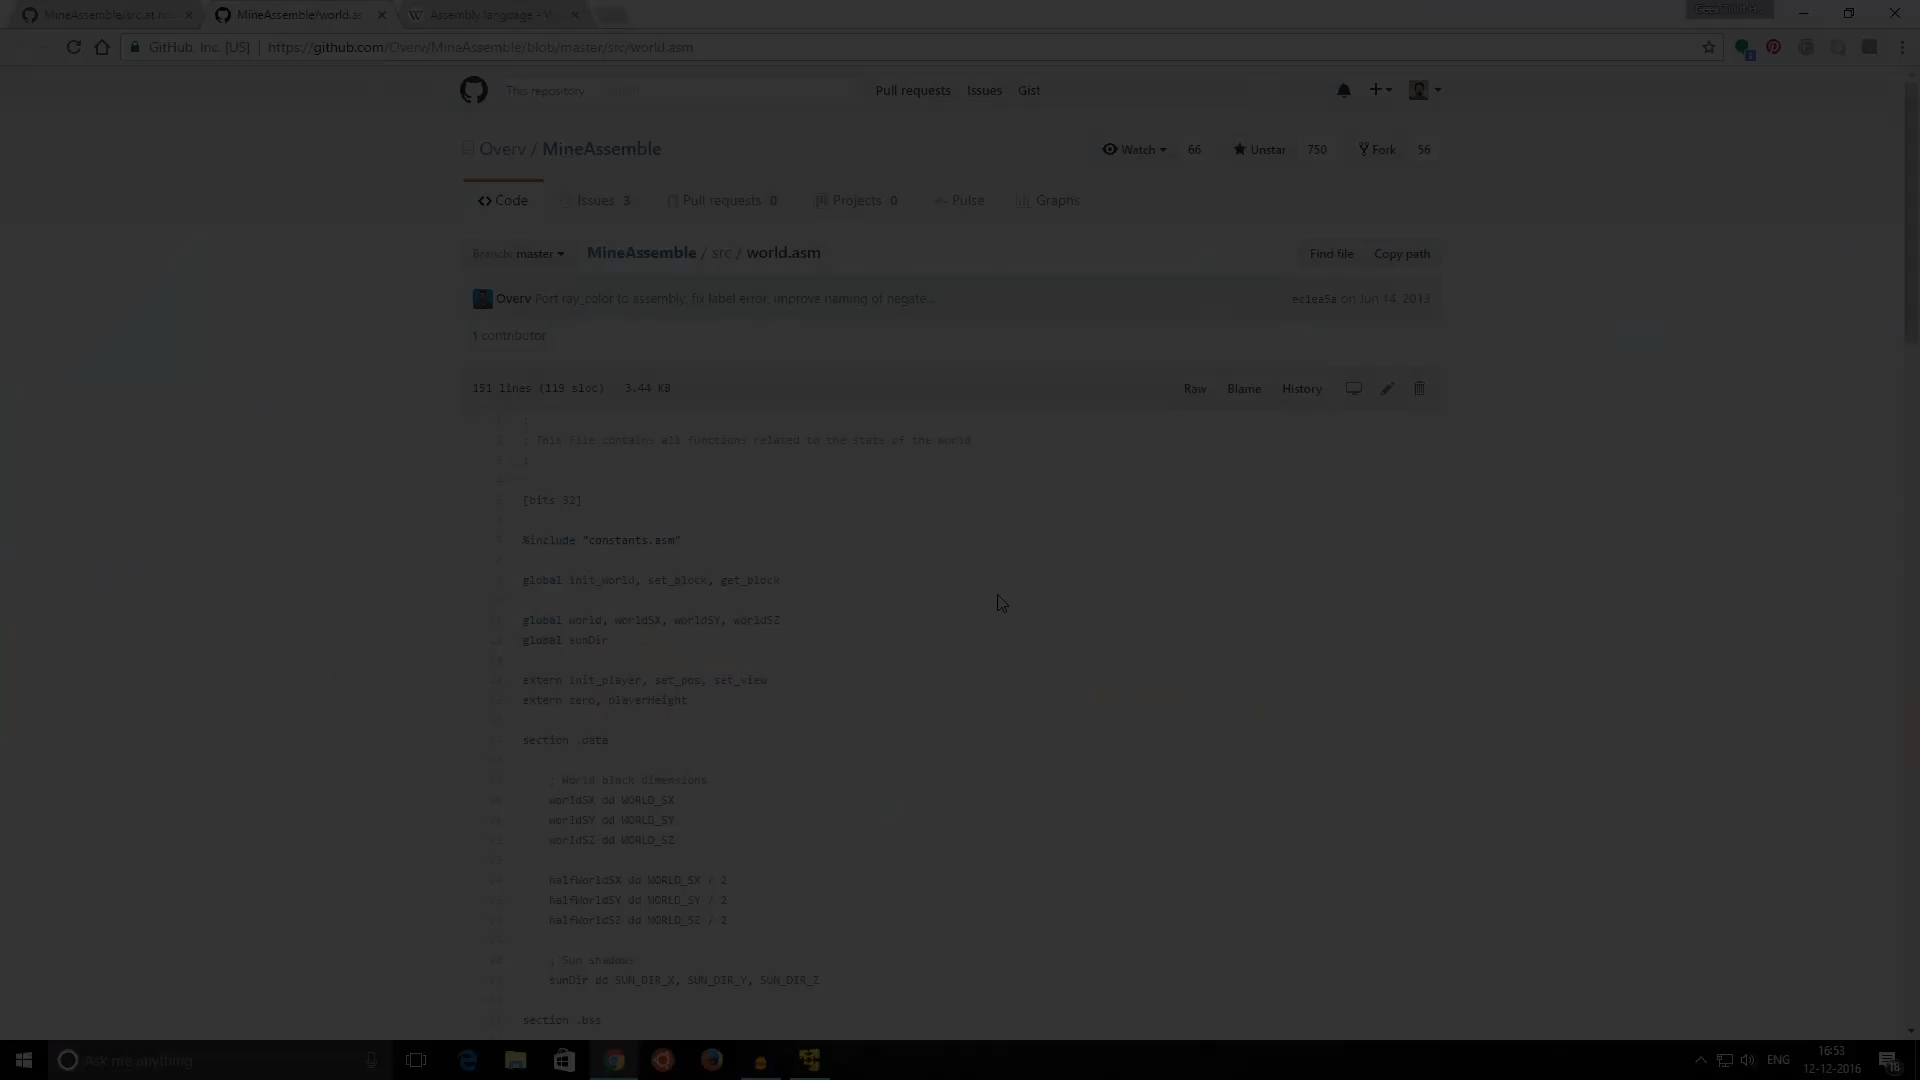 MineAssemble/src at m
MineAssemble/world.as
Assembly language - W
GitHub, Inc. [US] | https://github.com/Overv/MineAssemble/blob/master/src/world.asm
This repository
Pull requests Issues Gist
Overv / MineAssemble
Watch 66 Unstar 750 Fork 56
Code Issues 3 Pull requests 0 Projects 0 Pulse Graphs
Branch: master MineAssemble / src / world.asm Find file Copy path
Overv Port ray_color to assembly, fix label error, improve naming of negate... ec1ea5a on Jun 14, 2013
1 contributor
151 lines (119 sloc) 3.44 KB Raw Blame History
;
; This file contains all functions related to the state of the world
;
[bits 32]
%include "constants.asm"
global init_world, set_block, get_block
global world, worldSX, worldSY, worldSZ
global sunDir
extern init_player, set_pos, set_view
extern zero, playerHeight
section .data
; World block dimensions
worldSX dd WORLD_SX
worldSY dd WORLD_SY
worldSZ dd WORLD_SZ
halfWorldSX dd WORLD_SX / 2
halfWorldSY dd WORLD_SY / 2
halfWorldSZ dd WORLD_SZ / 2
; Sun shadows
sunDir dd SUN_DIR_X, SUN_DIR_Y, SUN_DIR_Z
section .bss
Ask me anything
ENG
16:53
12-12-2016
18